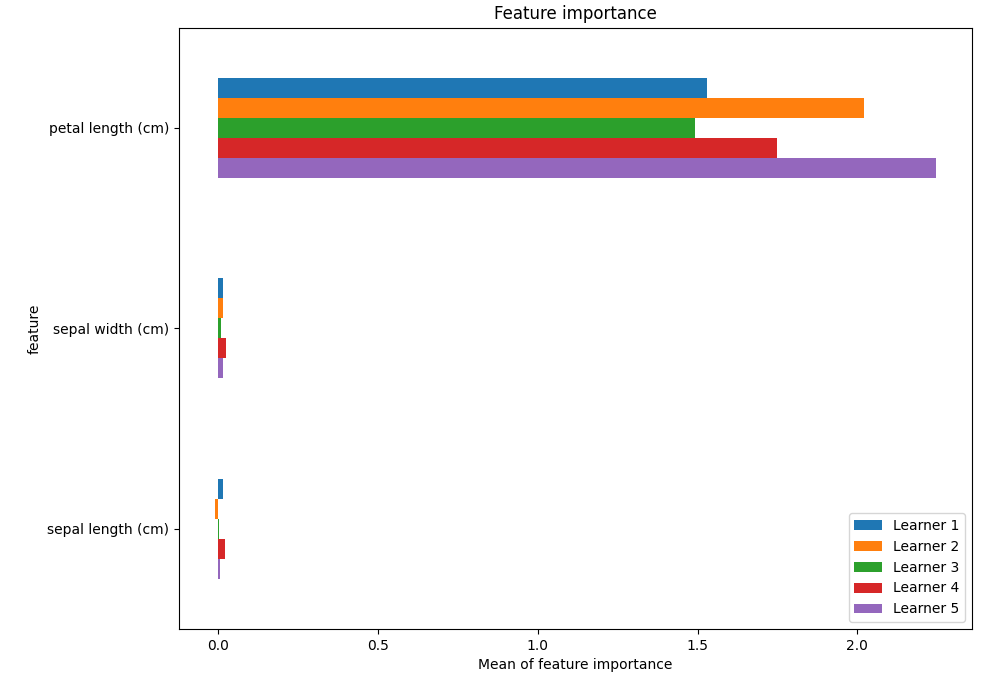 Feature importance
petal length (cm)
sepal width (cm)
sepal length (cm)
feature
Learner 1
Learner 2
Learner 3
Learner 4
Learner 5
0.0 0.5 1.0 1.5 2.0
Mean of feature importance